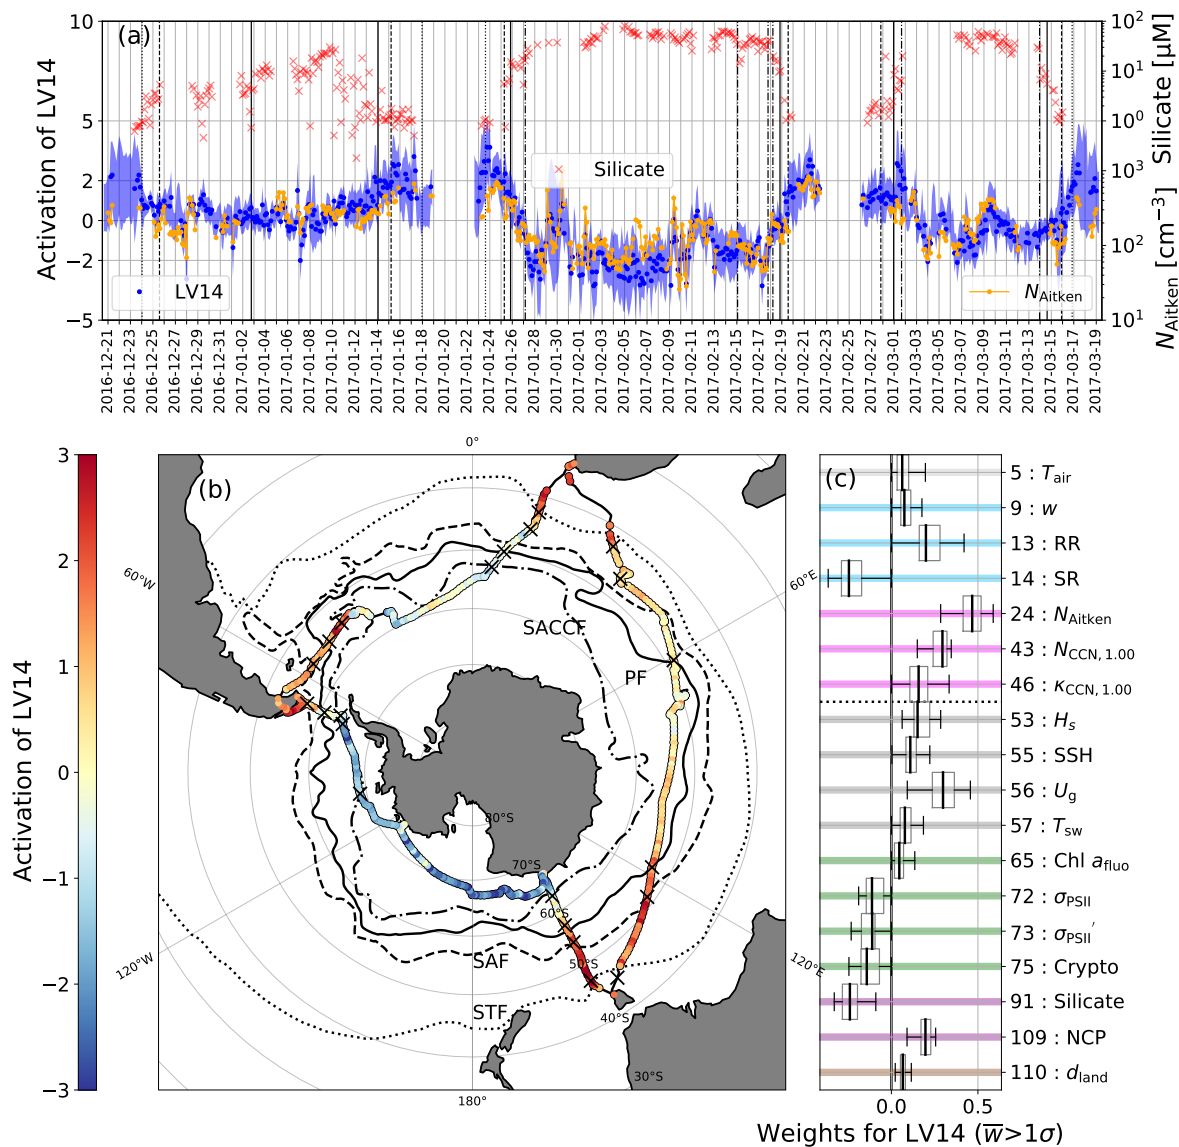 (a)
Activation of LV14
10
5
2
0
−2
−5
10²
10¹
10⁰
10³
10²
10¹
Silicate [μM]
N_Aitken [cm⁻³]
Silicate
LV14
N_Aitken
2016-12-21
2016-12-23
2016-12-25
2016-12-27
2016-12-29
2016-12-31
2017-01-02
2017-01-04
2017-01-06
2017-01-08
2017-01-10
2017-01-12
2017-01-14
2017-01-16
2017-01-18
2017-01-20
2017-01-22
2017-01-24
2017-01-26
2017-01-28
2017-01-30
2017-02-01
2017-02-03
2017-02-05
2017-02-07
2017-02-09
2017-02-11
2017-02-13
2017-02-15
2017-02-17
2017-02-19
2017-02-21
2017-02-23
2017-02-25
2017-02-27
2017-03-01
2017-03-03
2017-03-05
2017-03-07
2017-03-09
2017-03-11
2017-03-13
2017-03-15
2017-03-17
2017-03-19
Activation of LV14
3
2
1
0
−1
−2
−3
(b)
0°
60°W
60°E
SACCF
PF
80°S
70°S
60°S
SAF
50°S
STF
40°S
30°S
120°W
120°E
180°
(c)
5 : T_air
9 : w
13 : RR
14 : SR
24 : N_Aitken
43 : N_CCN, 1.00
46 : κ_CCN, 1.00
53 : H_s
55 : SSH
56 : U_g
57 : T_sw
65 : Chl a_fluo
72 : σ_PSII
73 : σ_PSII′
75 : Crypto
91 : Silicate
109 : NCP
110 : d_land
0.0
0.5
Weights for LV14 (w̅>1σ)